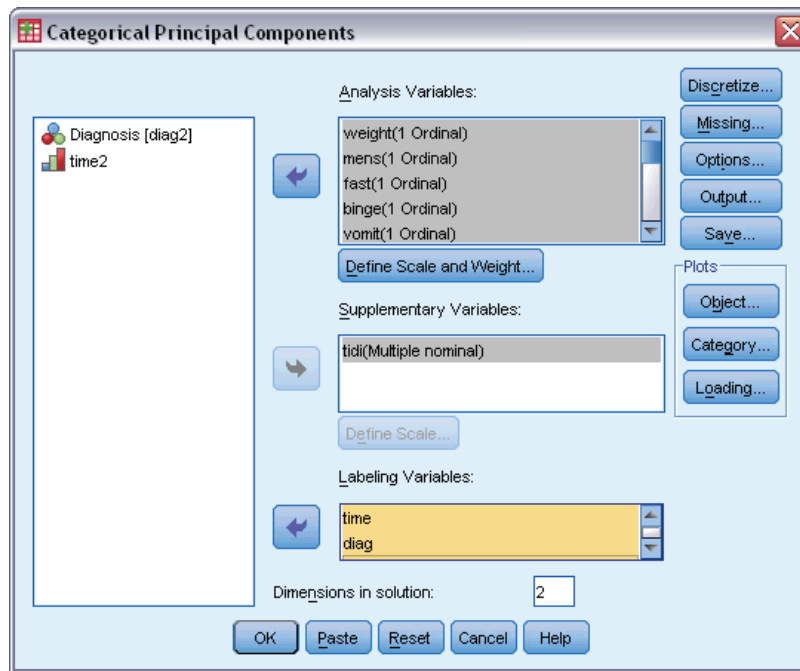 Categorical Principal Components
Diagnosis [diag2]
time2
Analysis Variables:
weight(1 Ordinal)
mens(1 Ordinal)
fast(1 Ordinal)
binge(1 Ordinal)
vomit(1 Ordinal)
Define Scale and Weight...
Supplementary Variables:
tidi(Multiple nominal)
Define Scale...
Labeling Variables:
time
diag
Dimensions in solution:
2
Discretize...
Missing...
Options...
Output...
Save...
Plots
Object...
Category...
Loading...
OK
Paste
Reset
Cancel
Help